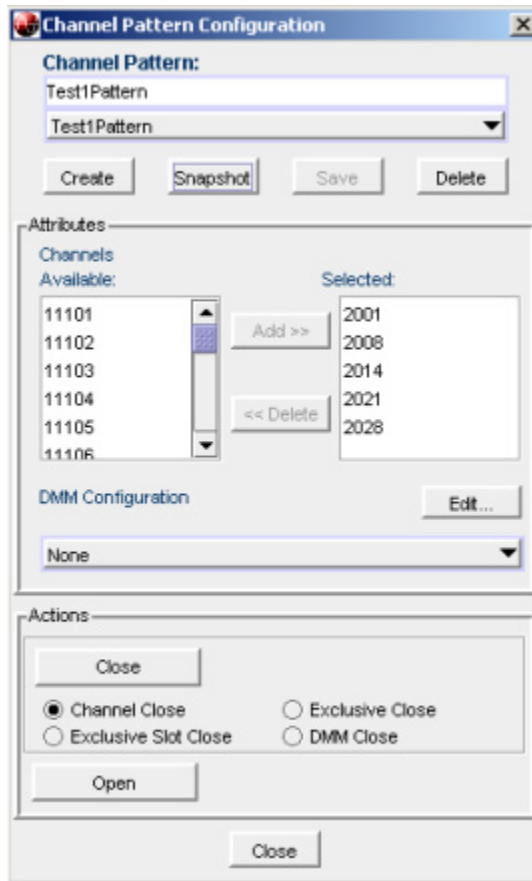 Channel Pattern Configuration
Channel Pattern:
Test1Pattern
Test1Pattern
Create Snapshot Save Delete
Attributes
Channels
Available: Selected:
11101 2001
11102 Add >> 2008
11103 2014
11104 2021
11105 << Delete 2028
11106
DMM Configuration Edit...
None
Actions
Close
Channel Close Exclusive Close
Exclusive Slot Close DMM Close
Open
Close